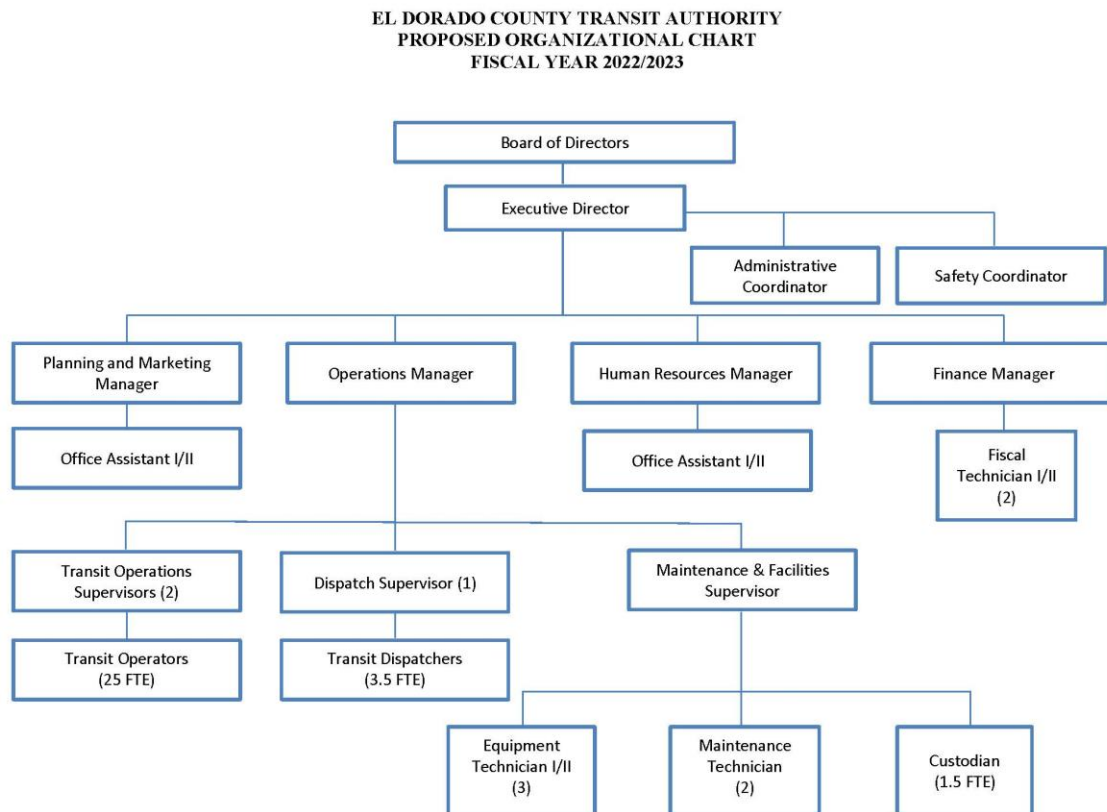 EL DORADO COUNTY TRANSIT AUTHORITY
PROPOSED ORGANIZATIONAL CHART
FISCAL YEAR 2022/2023
Board of Directors
Executive Director
Administrative
Coordinator
Safety Coordinator
Planning and Marketing
Manager
Operations Manager
Human Resources Manager
Finance Manager
Office Assistant I/II
Office Assistant I/II
Fiscal
Technician I/II
(2)
Transit Operations
Supervisors (2)
Dispatch Supervisor (1)
Maintenance & Facilities
Supervisor
Transit Operators
(25 FTE)
Transit Dispatchers
(3.5 FTE)
Equipment
Technician I/II
(3)
Maintenance
Technician
(2)
Custodian
(1.5 FTE)